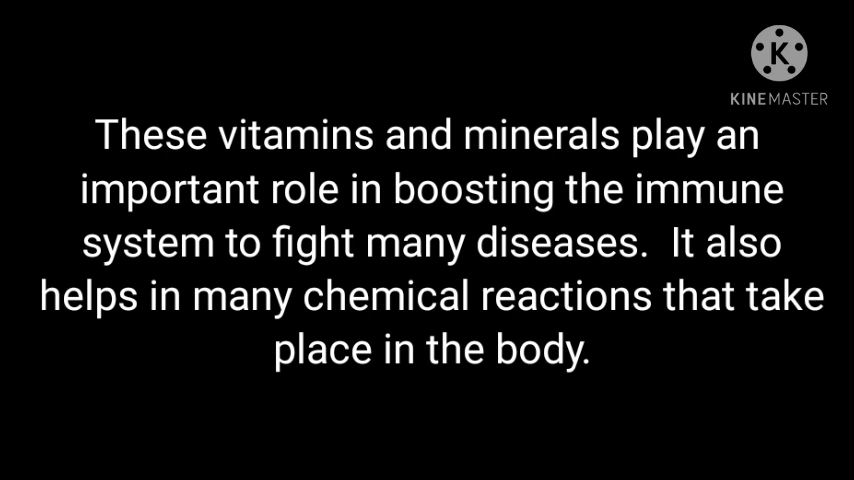 K
KINEMASTER
These vitamins and minerals play an
important role in boosting the immune
system to fight many diseases.  It also
helps in many chemical reactions that take
place in the body.